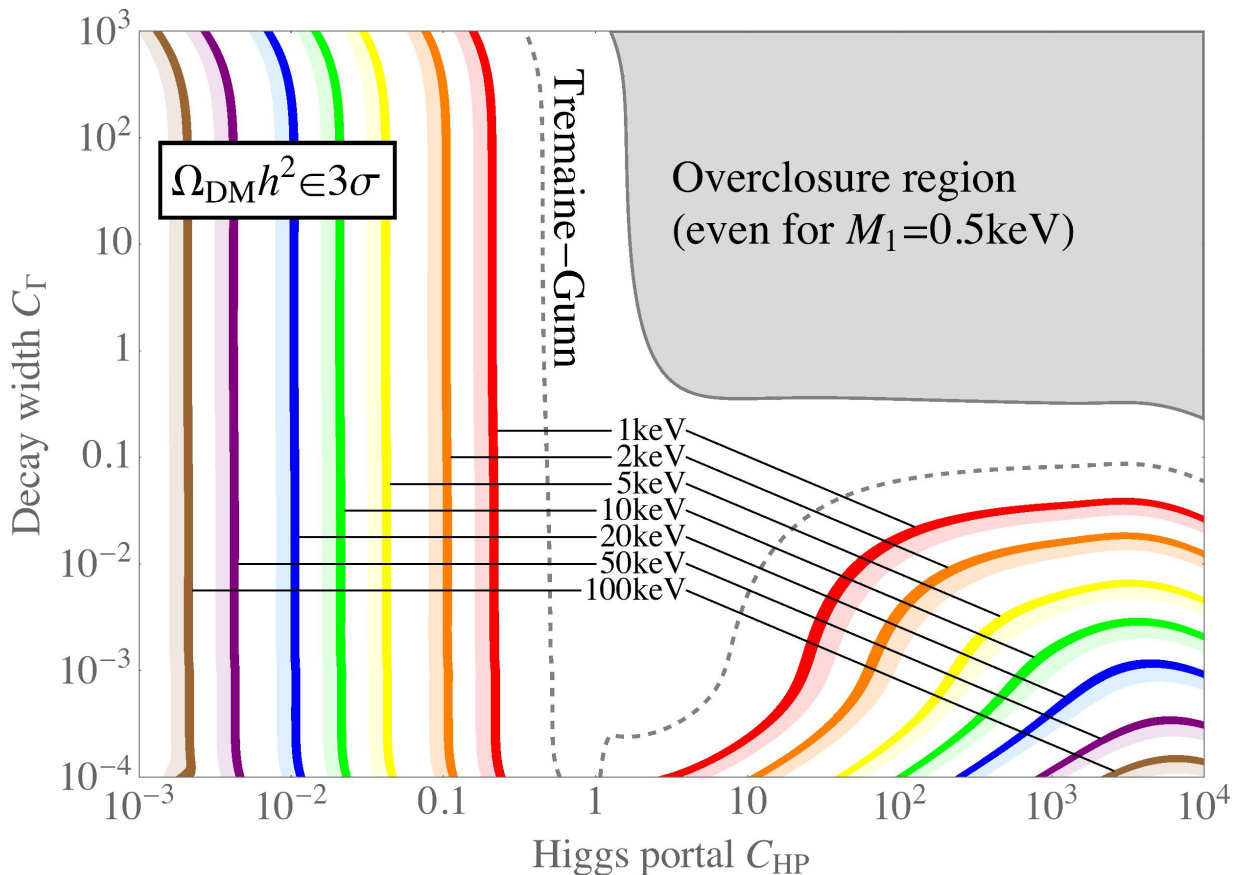 10³
10²
10
1
0.1
10⁻²
10⁻³
10⁻⁴
Decay width C_Γ
Ω_DM h²∈3σ
Tremaine−Gunn
Overclosure region
(even for M₁=0.5keV)
1keV
2keV
5keV
10keV
20keV
50keV
100keV
10⁻³ 10⁻² 0.1 1 10 10² 10³ 10⁴
Higgs portal C_HP